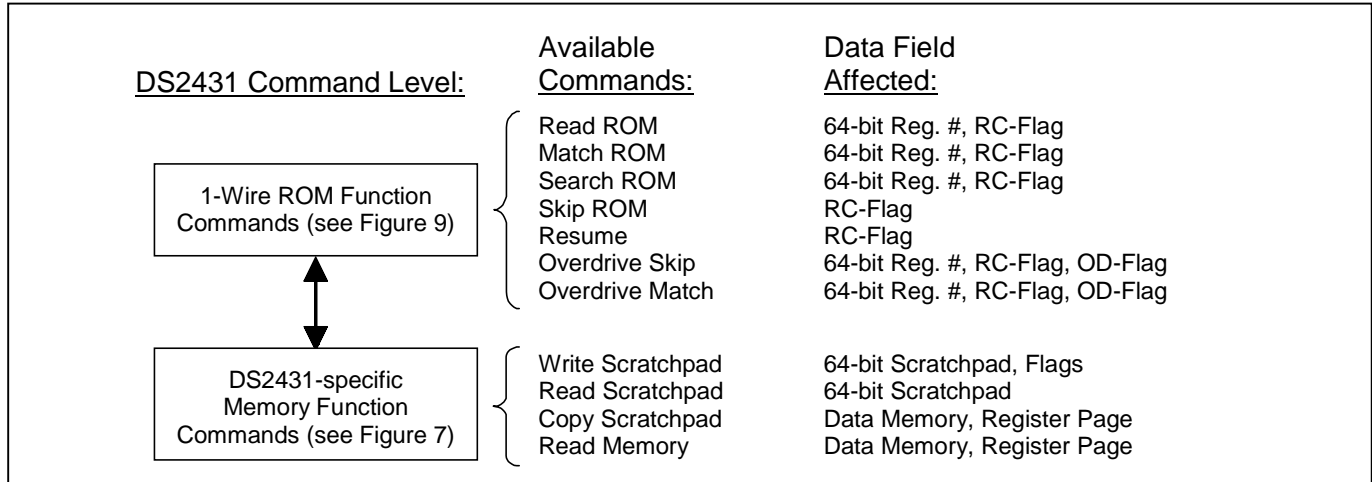 DS2431 Command Level:
Available
Commands:
Data Field
Affected:
1-Wire ROM Function
Commands (see Figure 9)
Read ROM 64-bit Reg. #, RC-Flag
Match ROM 64-bit Reg. #, RC-Flag
Search ROM 64-bit Reg. #, RC-Flag
Skip ROM RC-Flag
Resume RC-Flag
Overdrive Skip 64-bit Reg. #, RC-Flag, OD-Flag
Overdrive Match 64-bit Reg. #, RC-Flag, OD-Flag
DS2431-specific
Memory Function
Commands (see Figure 7)
Write Scratchpad 64-bit Scratchpad, Flags
Read Scratchpad 64-bit Scratchpad
Copy Scratchpad Data Memory, Register Page
Read Memory Data Memory, Register Page